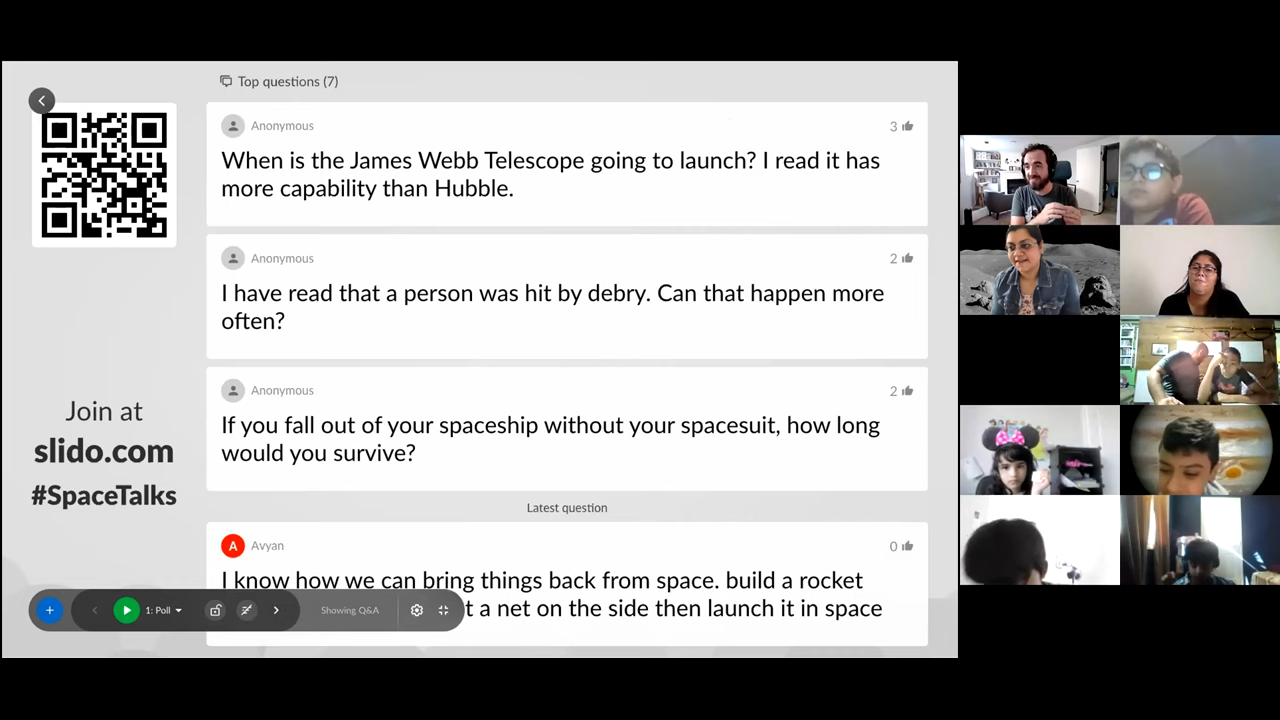 Top questions (7)
Anonymous
3
When is the James Webb Telescope going to launch? I read it has
more capability than Hubble.
Anonymous
2
I have read that a person was hit by debry. Can that happen more
often?
Anonymous
2
If you fall out of your spaceship without your spacesuit, how long
would you survive?
Join at
slido.com
#SpaceTalks
Latest question
A
Avyan
0
I know how we can bring things back from space. build a rocket
t a net on the side then launch it in space
1: Poll
Showing Q&A